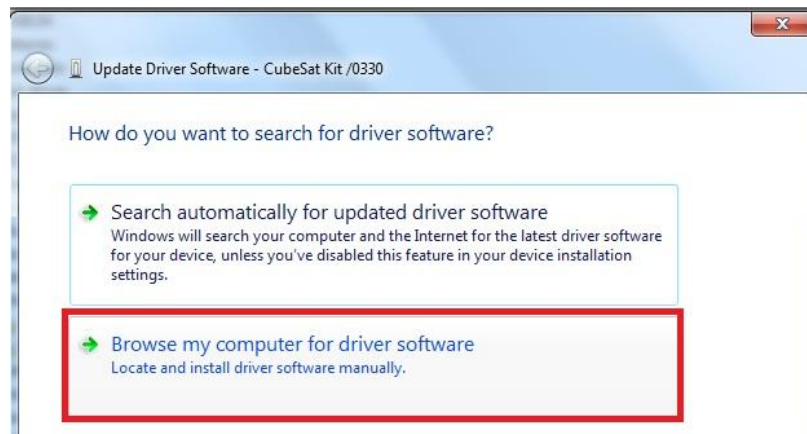 Update Driver Software - CubeSat Kit /0330
How do you want to search for driver software?
Search automatically for updated driver software
Windows will search your computer and the Internet for the latest driver software
for your device, unless you've disabled this feature in your device installation
settings.
Browse my computer for driver software
Locate and install driver software manually.